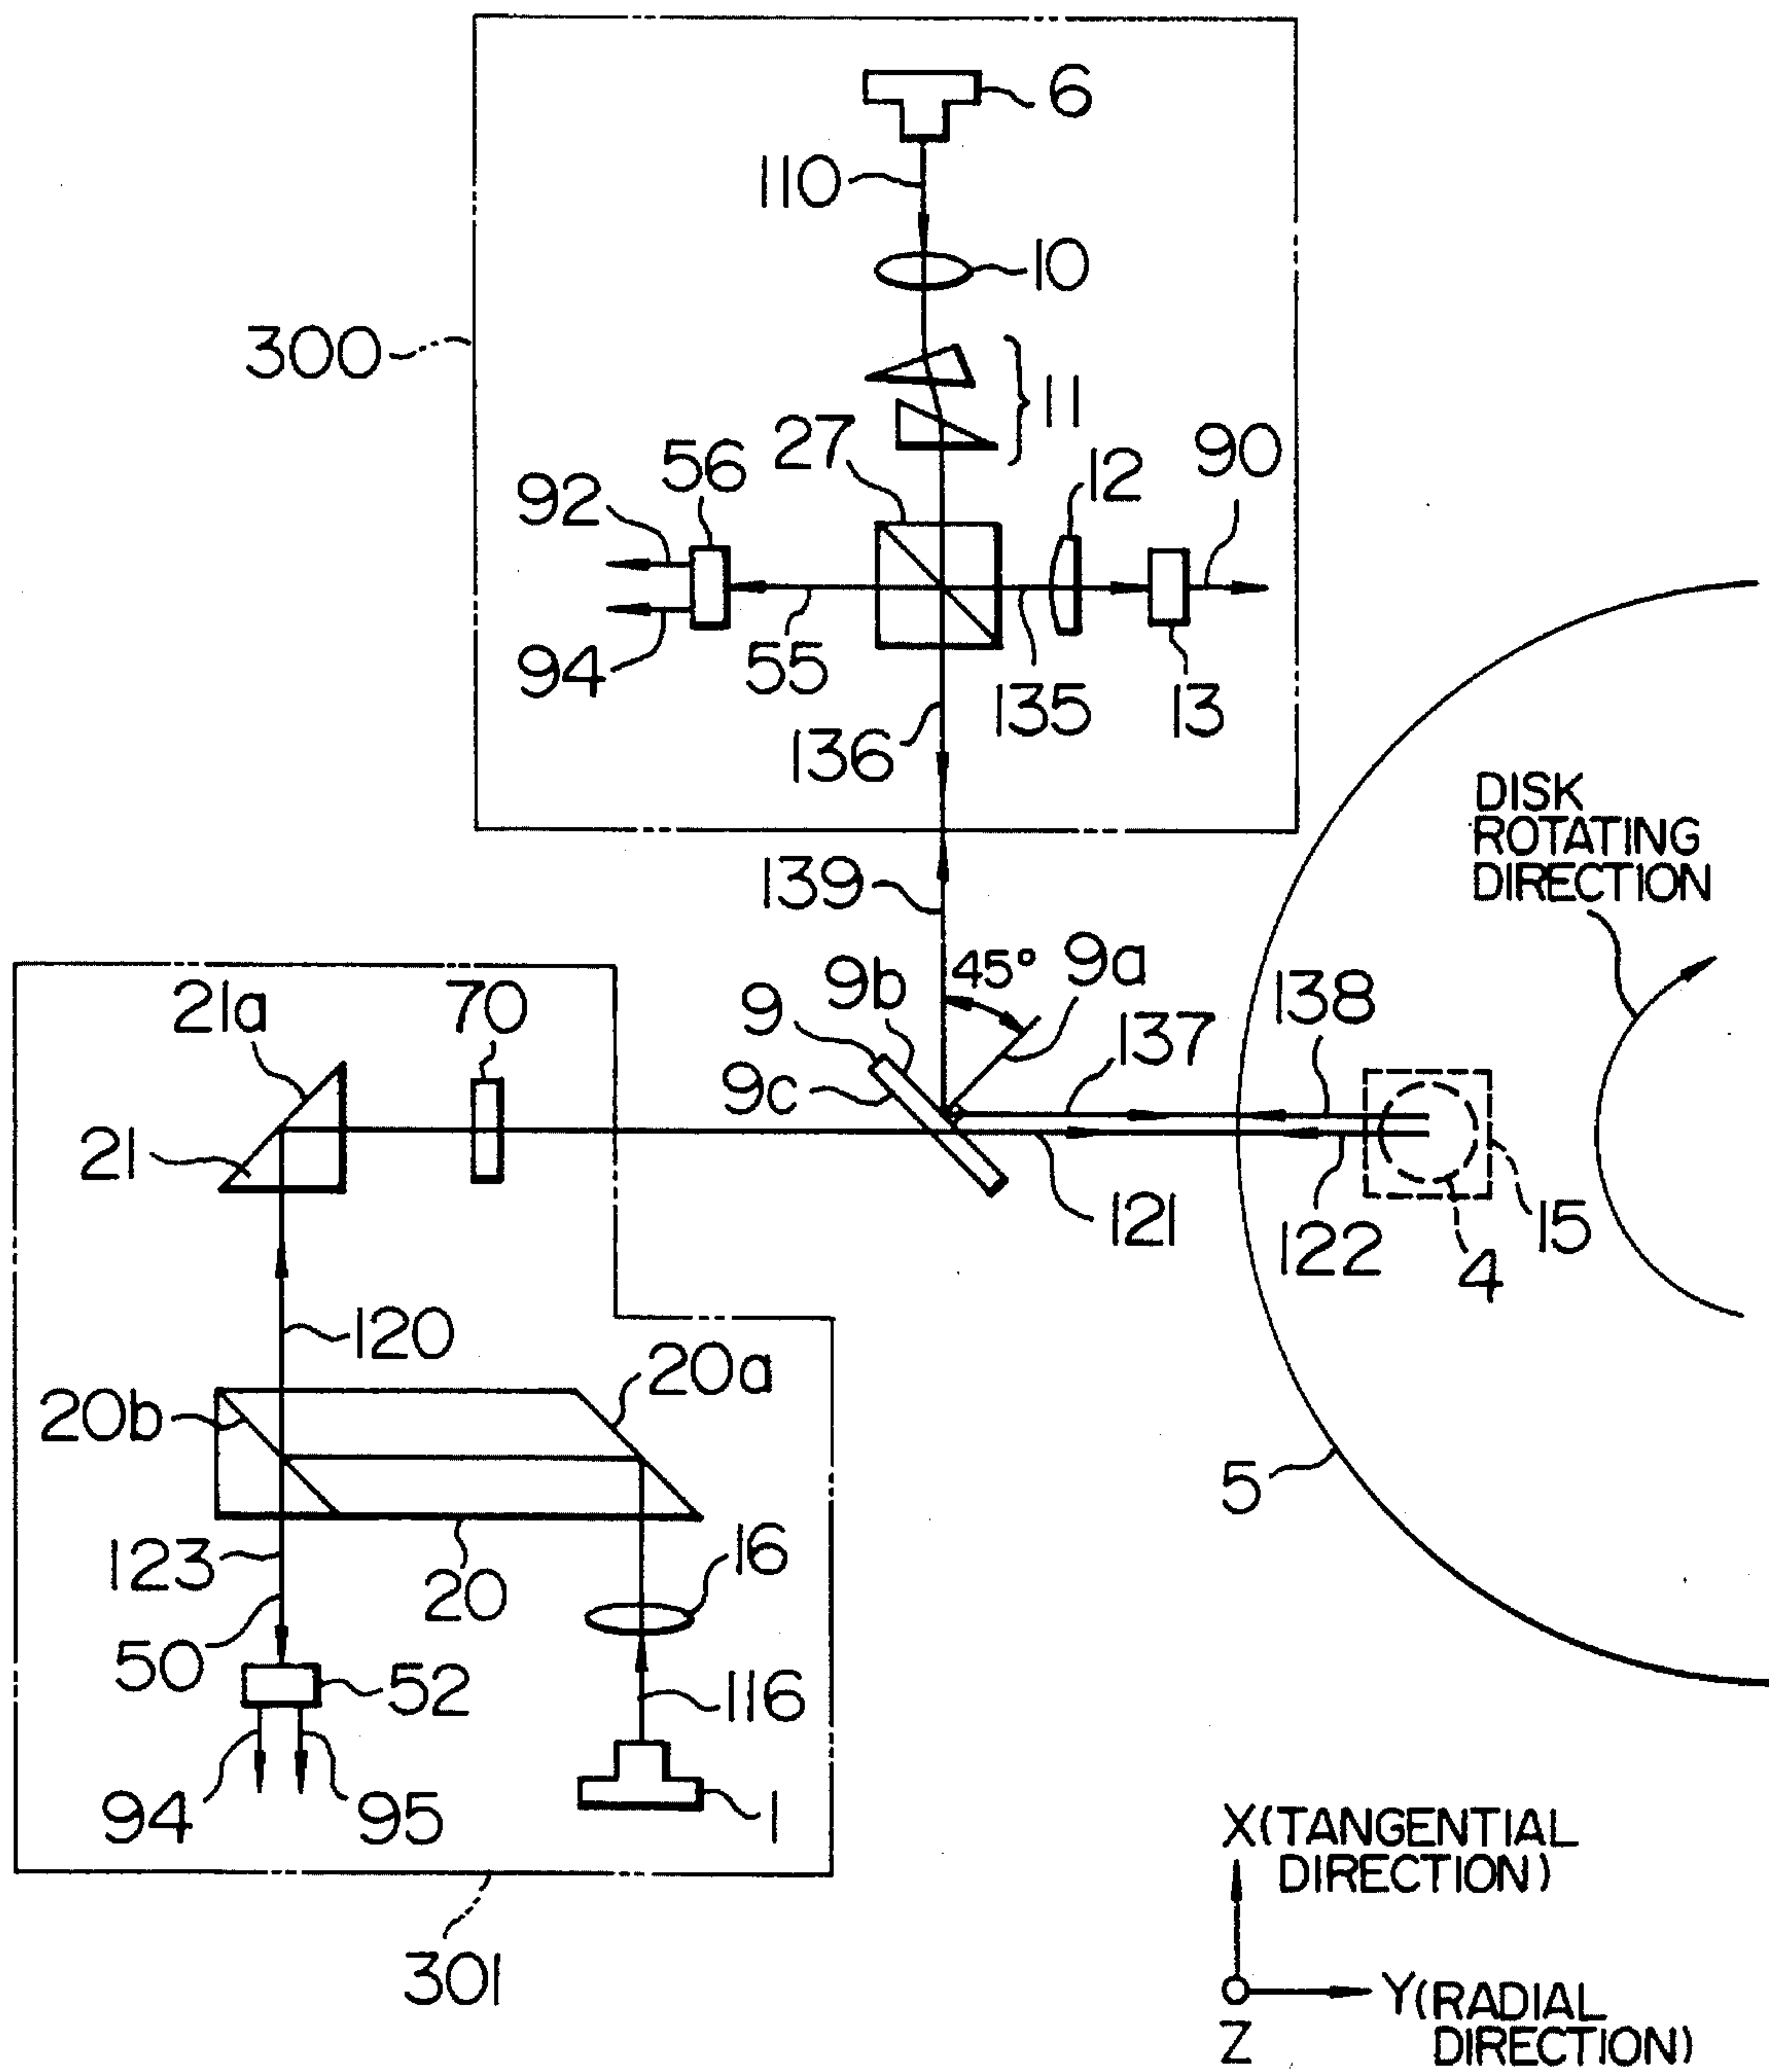 6
110
10
300
11
27
90
56
12
92
94
55
135
13
136
DISK
ROTATING
DIRECTION
139
45°
9a
9b
21a
70
9
138
137
9c
21
121
15
122
4
120
20a
20b
5
123
16
20
50
52
116
94
95
1
X(TANGENTIAL
DIRECTION)
301
Y(RADIAL
DIRECTION)
Z